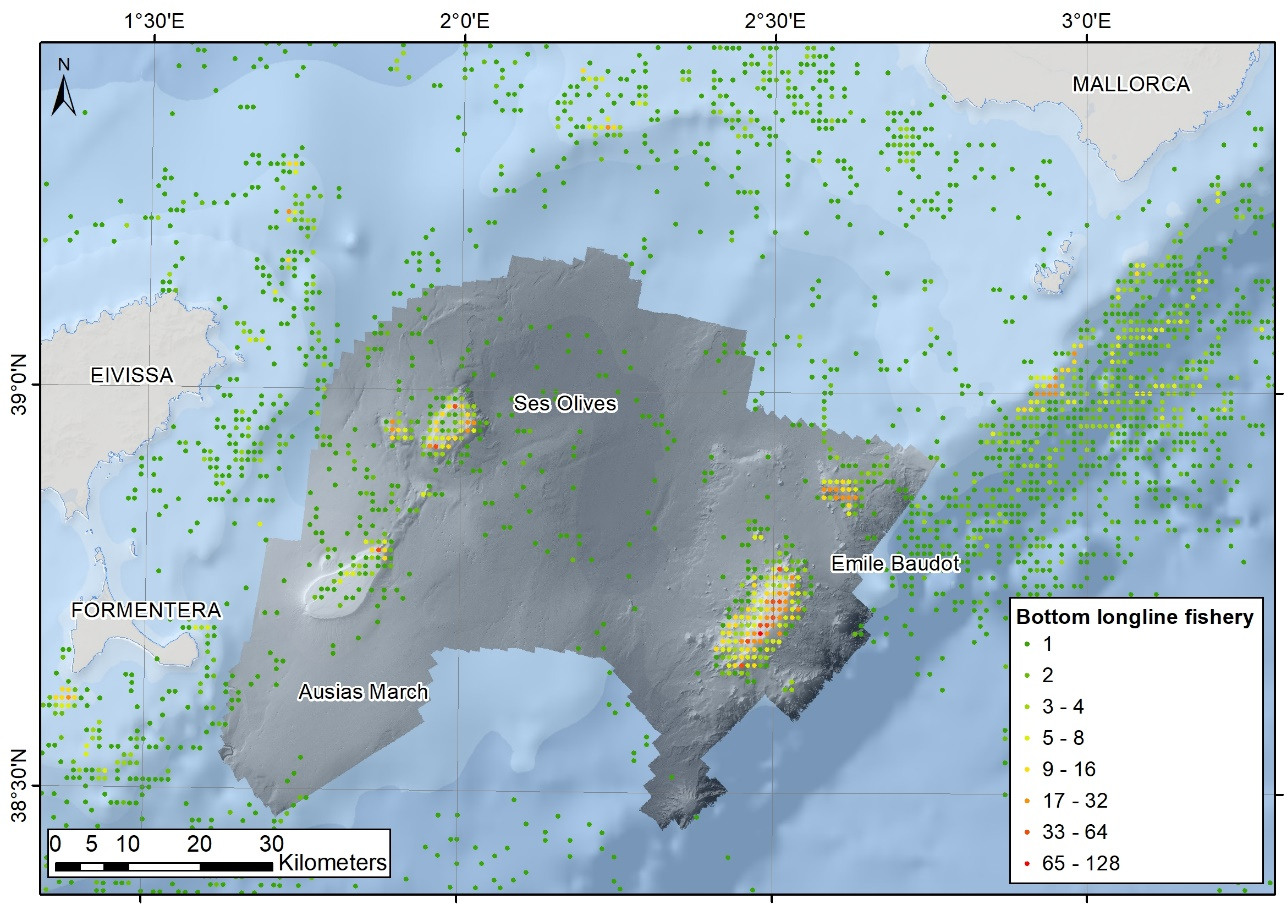 1°30'E 2°0'E 2°30'E 3°0'E
N
MALLORCA
39°0'N
EIVISSA
Ses Olives
Emile Baudot
FORMENTERA
Ausias March
38°30'N
Bottom longline fishery
1
2
3 - 4
5 - 8
9 - 16
17 - 32
33 - 64
65 - 128
0 5 10 20 30
Kilometers